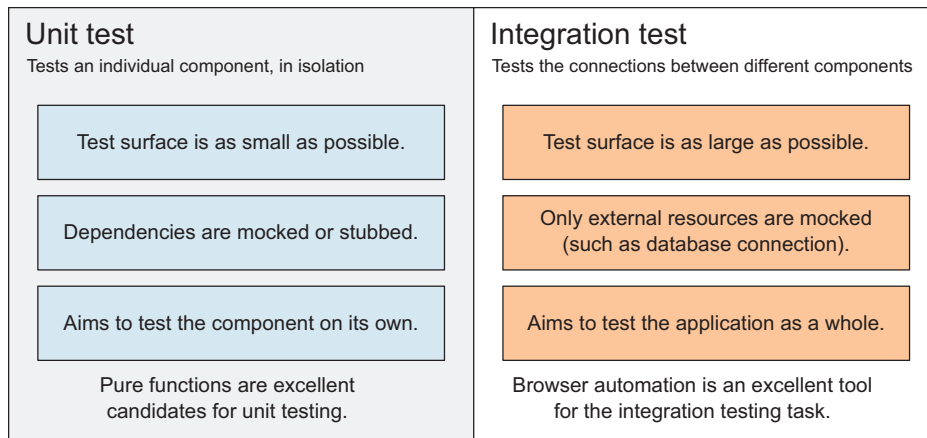 Unit test
Tests an individual component, in isolation
Test surface is as small as possible.
Dependencies are mocked or stubbed.
Aims to test the component on its own.
Pure functions are excellent
candidates for unit testing.
Integration test
Tests the connections between different components
Test surface is as large as possible.
Only external resources are mocked
(such as database connection).
Aims to test the application as a whole.
Browser automation is an excellent tool
for the integration testing task.